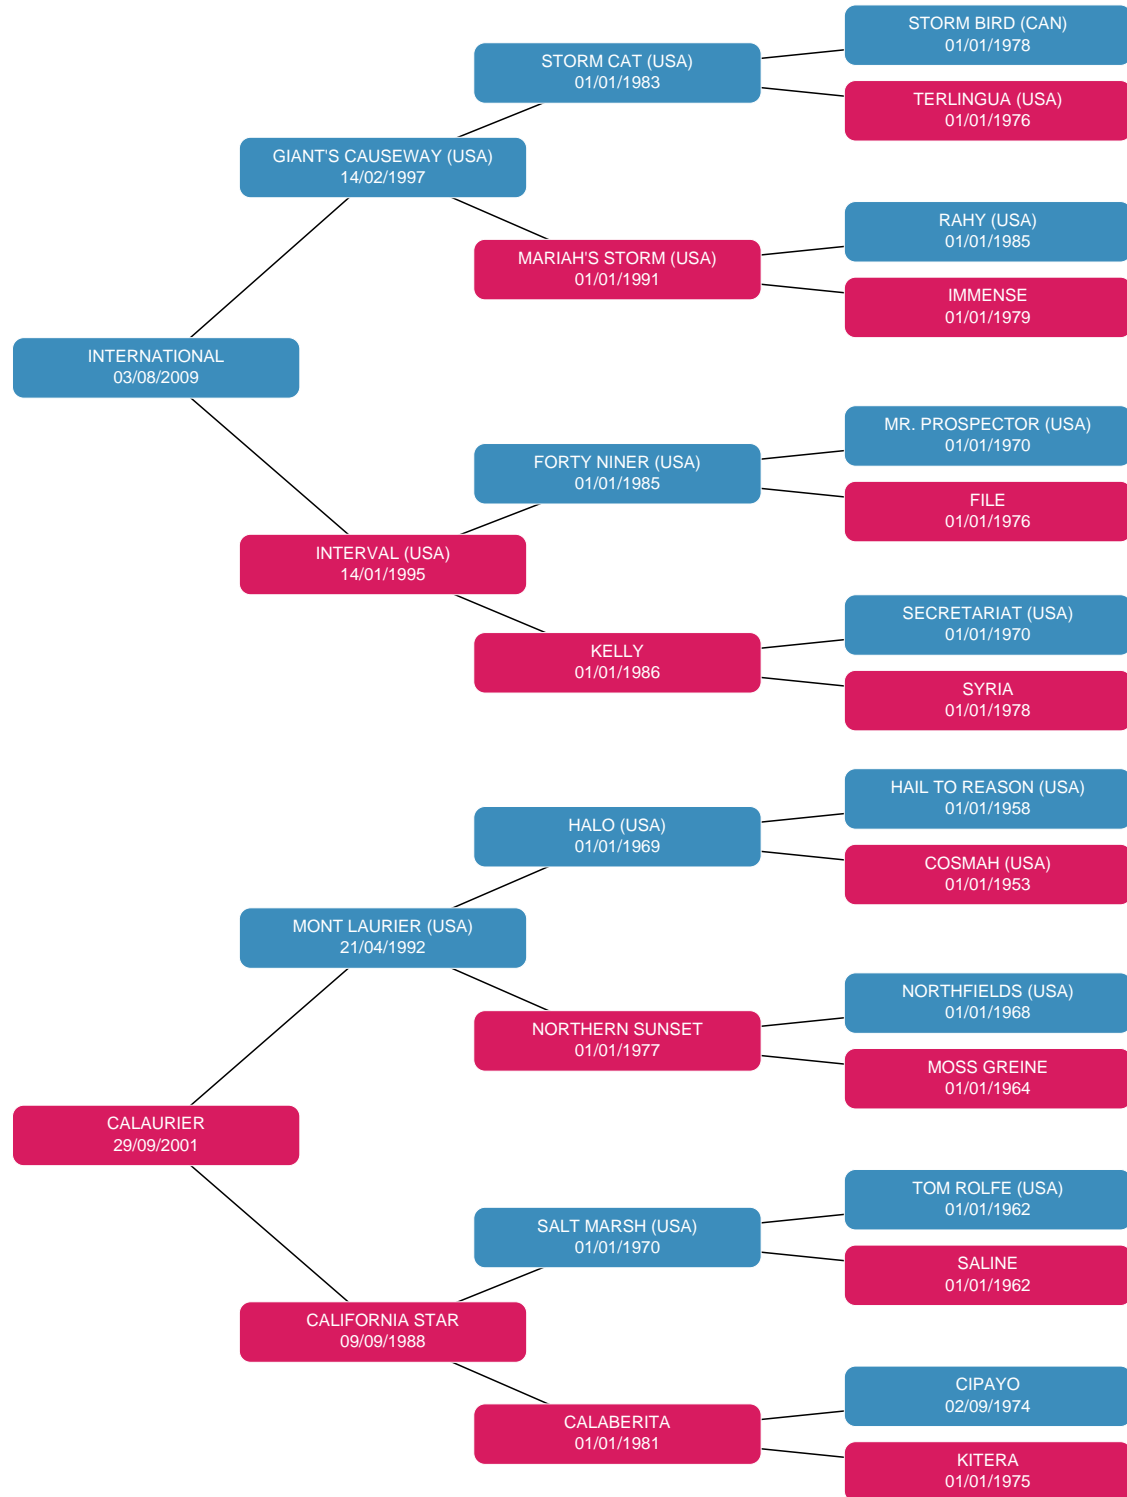 STORM BIRD (CAN)
01/01/1978
STORM CAT (USA)
01/01/1983
TERLINGUA (USA)
01/01/1976
GIANT'S CAUSEWAY (USA)
14/02/1997
RAHY (USA)
01/01/1985
MARIAH'S STORM (USA)
01/01/1991
IMMENSE
01/01/1979
INTERNATIONAL
03/08/2009
MR. PROSPECTOR (USA)
01/01/1970
FORTY NINER (USA)
01/01/1985
FILE
01/01/1976
INTERVAL (USA)
14/01/1995
SECRETARIAT (USA)
01/01/1970
KELLY
01/01/1986
SYRIA
01/01/1978
HAIL TO REASON (USA)
01/01/1958
HALO (USA)
01/01/1969
COSMAH (USA)
01/01/1953
MONT LAURIER (USA)
21/04/1992
NORTHFIELDS (USA)
01/01/1968
NORTHERN SUNSET
01/01/1977
MOSS GREINE
01/01/1964
CALAURIER
29/09/2001
TOM ROLFE (USA)
01/01/1962
SALT MARSH (USA)
01/01/1970
SALINE
01/01/1962
CALIFORNIA STAR
09/09/1988
CIPAYO
02/09/1974
CALABERITA
01/01/1981
KITERA
01/01/1975